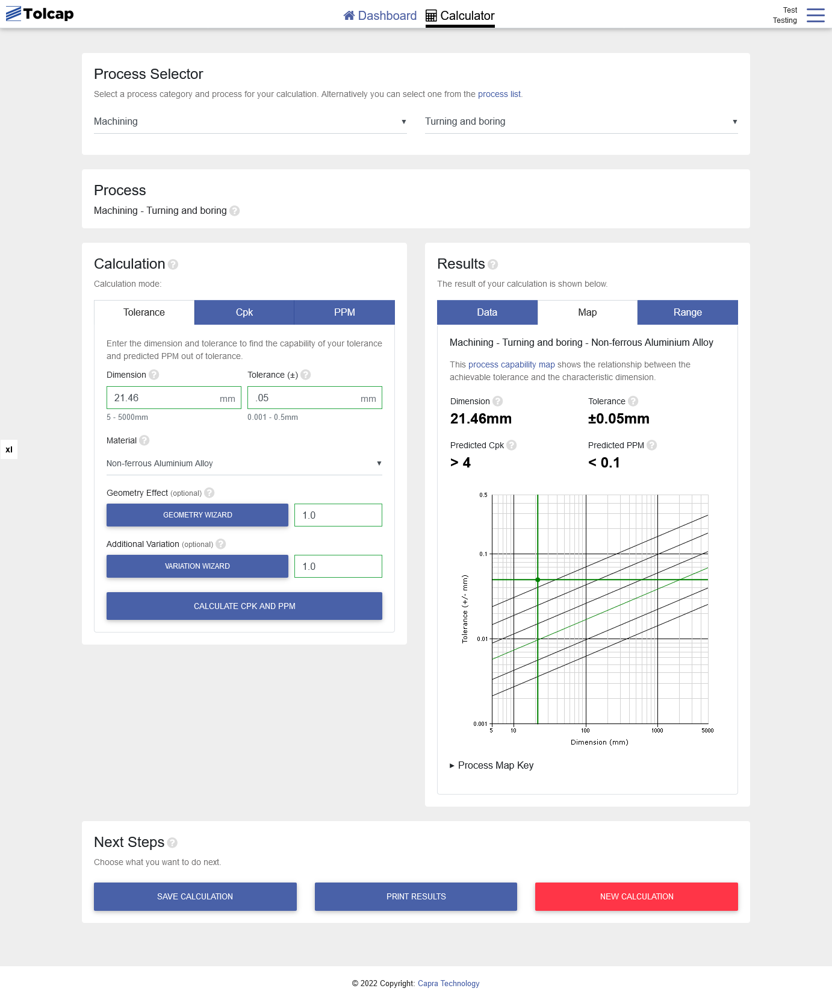 Tolcap
Dashboard
Calculator
Test
Testing
Process Selector
Select a process category and process for your calculation. Alternatively you can select one from the process list.
Machining ▼
Turning and boring ▼
Process
Machining - Turning and boring ?
Calculation ?
Calculation mode:
Tolerance
Cpk
PPM
Enter the dimension and tolerance to find the capability of your tolerance
and predicted PPM out of tolerance.
Dimension ?
Tolerance (±) ?
21.46 mm
.05 mm
5 - 5000mm
0.001 - 0.5mm
Material ?
Non-ferrous Aluminium Alloy ▼
Geometry Effect (optional) ?
GEOMETRY WIZARD
1.0
Additional Variation (optional) ?
VARIATION WIZARD
1.0
CALCULATE CPK AND PPM
xl
Results ?
The result of your calculation is shown below.
Data
Map
Range
Machining - Turning and boring - Non-ferrous Aluminium Alloy
This process capability map shows the relationship between the
achievable tolerance and the characteristic dimension.
Dimension ?
Tolerance ?
21.46mm
±0.05mm
Predicted Cpk ?
Predicted PPM ?
> 4
< 0.1
0.5
0.1
0.01
0.001
Tolerance (+/- mm)
5
10
100
1000
5000
Dimension (mm)
► Process Map Key
Next Steps ?
Choose what you want to do next.
SAVE CALCULATION
PRINT RESULTS
NEW CALCULATION
© 2022 Copyright: Capra Technology